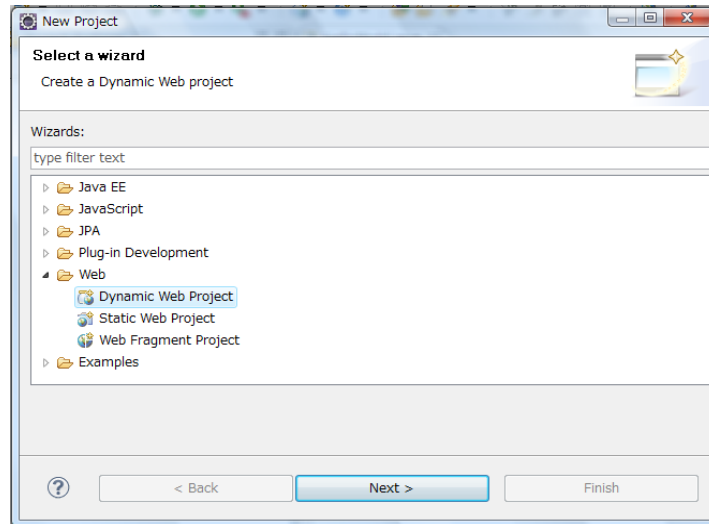 New Project
Select a wizard
Create a Dynamic Web project
Wizards:
type filter text
Java EE
JavaScript
JPA
Plug-in Development
Web
Dynamic Web Project
Static Web Project
Web Fragment Project
Examples
?
< Back
Next >
Finish